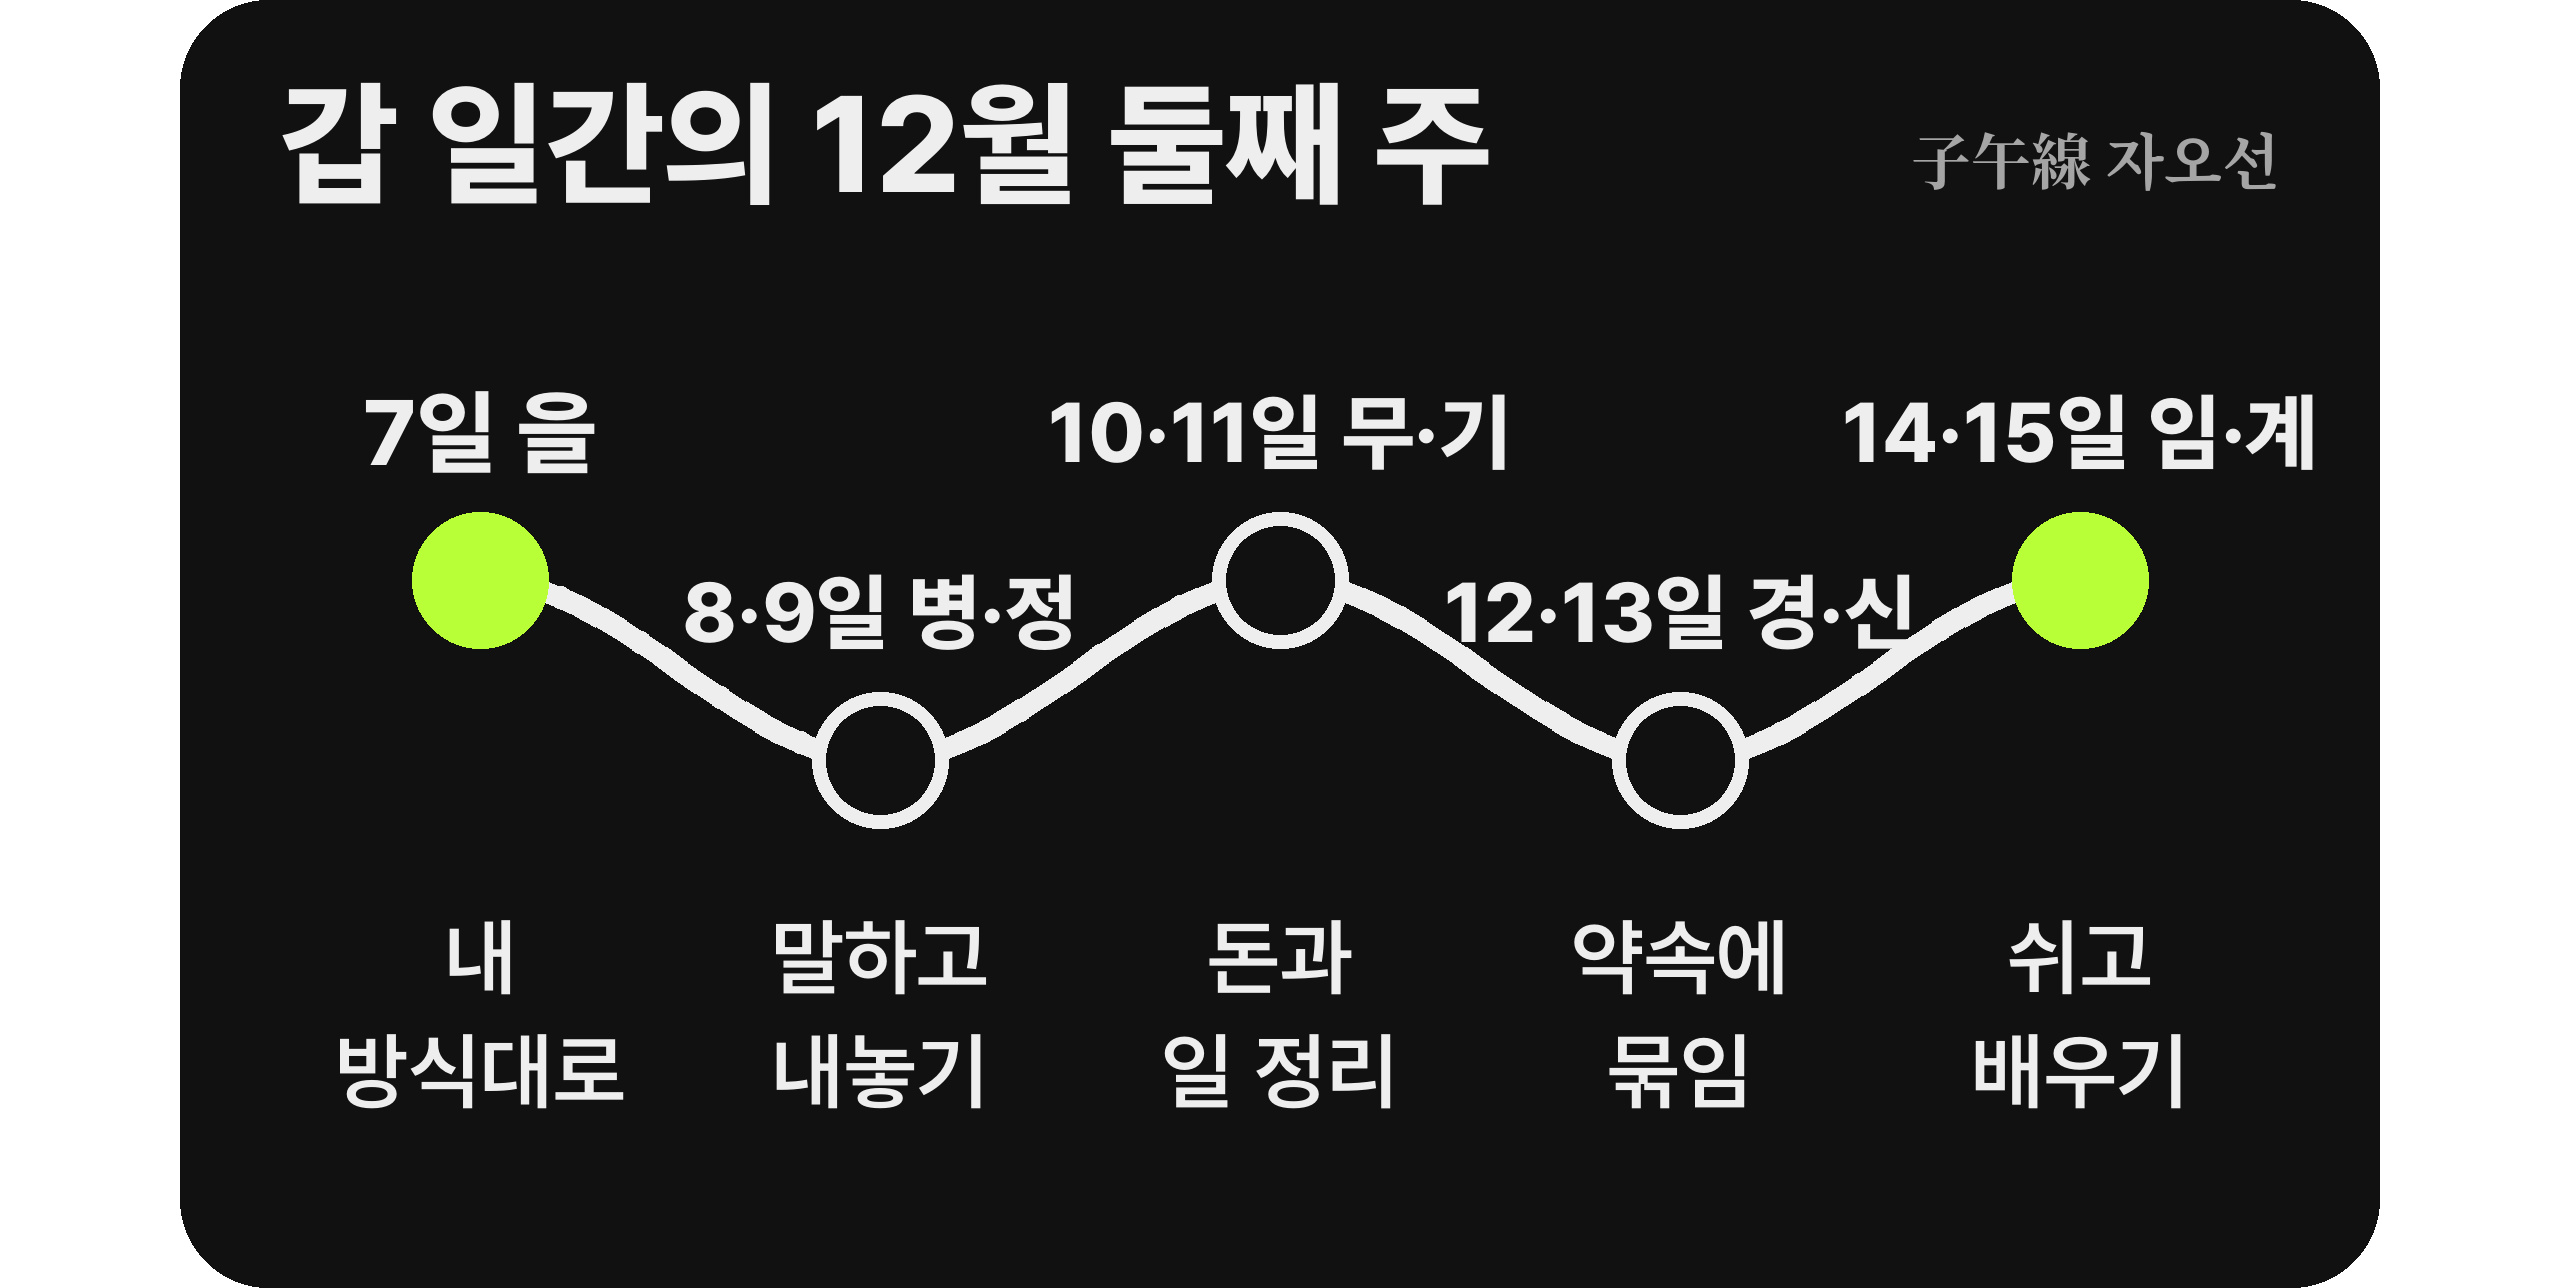 갑 일간의 12월 둘째 주
子午線 자오선
7일 을
8·9일 병·정
10·11일 무·기
12·13일 경·신
14·15일 임·계
내
방식대로
말하고
내놓기
돈과
일 정리
약속에
묶임
쉬고
배우기